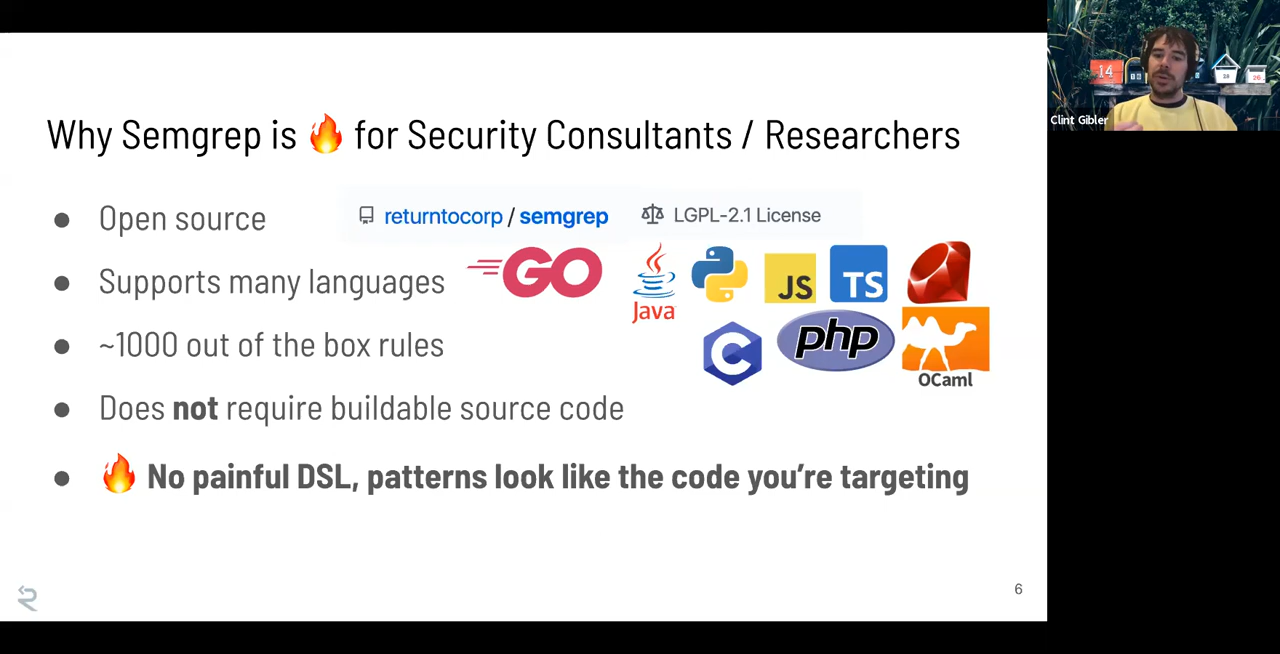 Why Semgrep is 🔥 for Security Consultants / Researchers
● Open source
returntocorp / semgrep LGPL-2.1 License
● Supports many languages
GO
Java
JS
TS
C
php
OCaml
● ~1000 out of the box rules
● Does not require buildable source code
● 🔥 No painful DSL, patterns look like the code you’re targeting
6
14
Clint Gibler